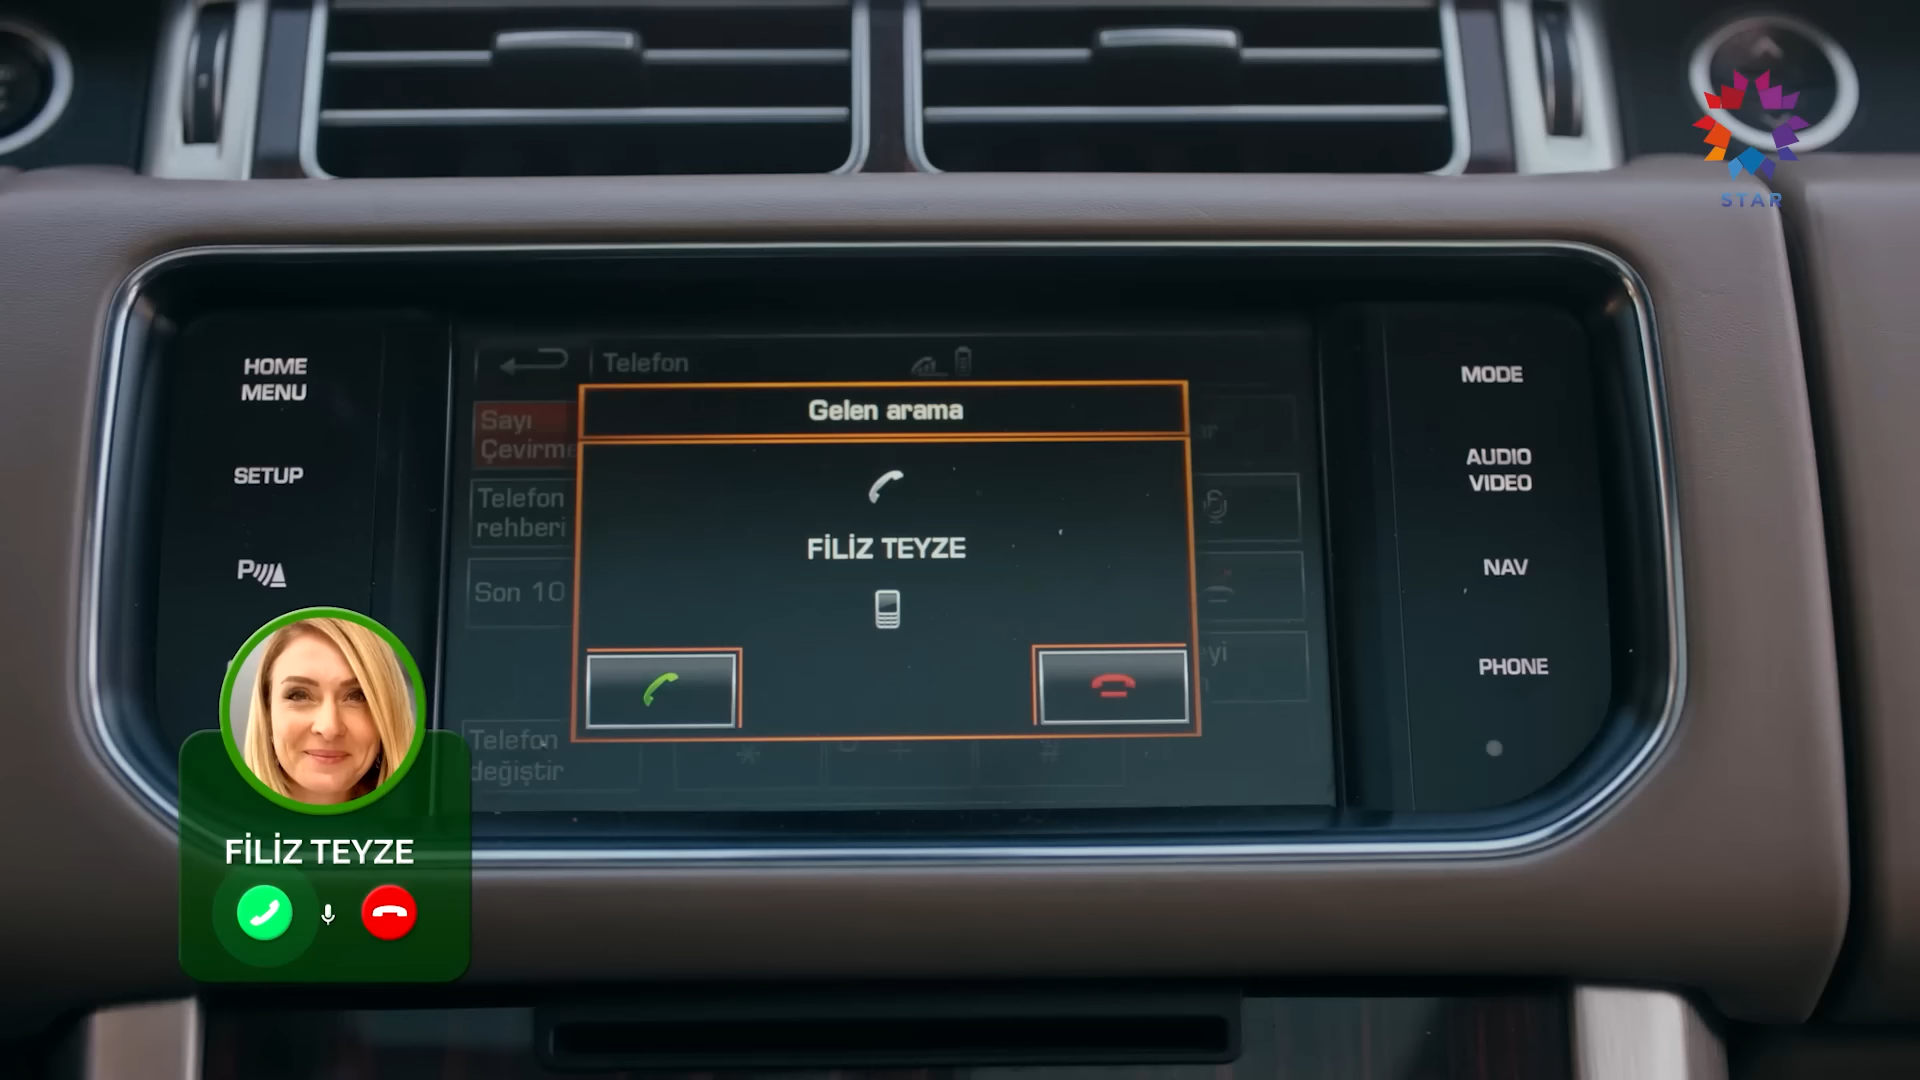 STAR
HOME
MENU
SETUP
P
Telefon
Sayı
Çevirme
Telefon
rehberi
Son 10
Telefon
değiştir
Gelen arama
FİLİZ TEYZE
* + #
MODE
AUDIO
VIDEO
NAV
PHONE
FİLİZ TEYZE